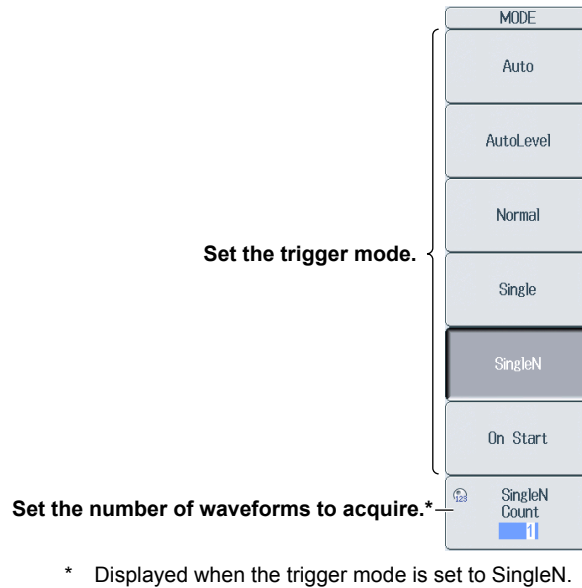 MODE
Auto
AutoLevel
Normal
Set the trigger mode.
Single
SingleN
On Start
Set the number of waveforms to acquire.*
123
SingleN
Count
1
* Displayed when the trigger mode is set to SingleN.